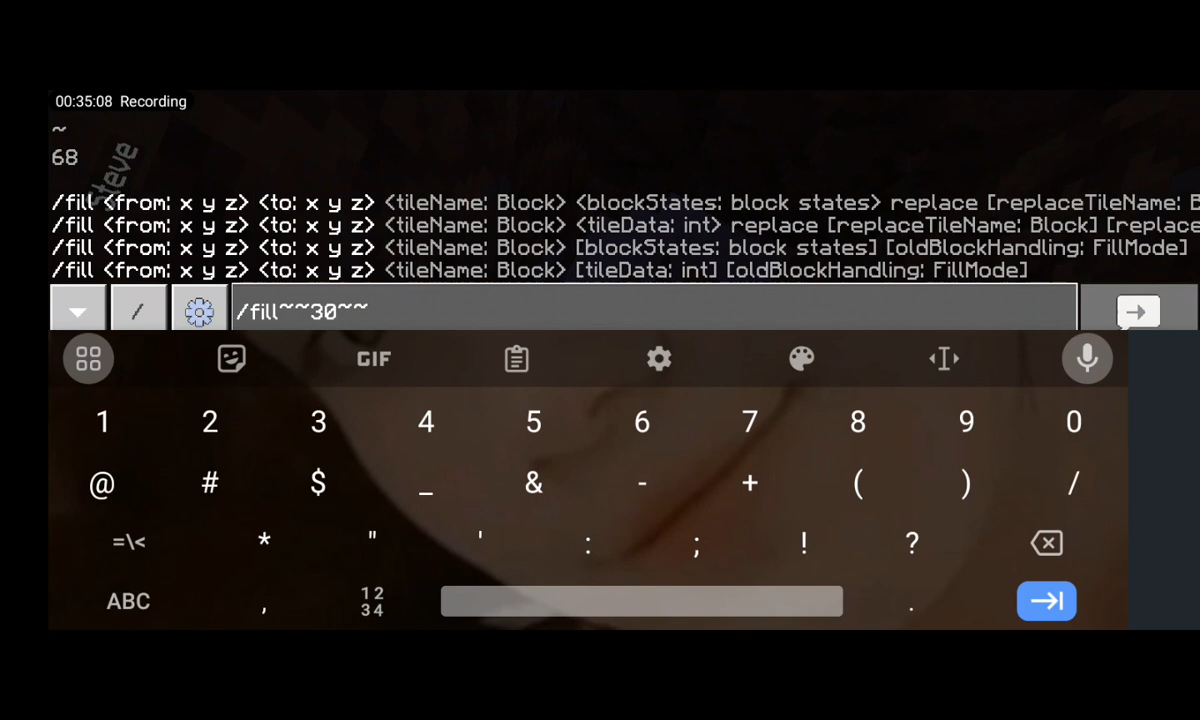 00:35:08 Recording
~
68
Steve
/fill <from: x y z> <to: x y z> <tileName: Block> <blockStates: block states> replace [replaceTileName: B
/fill <from: x y z> <to: x y z> <tileName: Block> <tileData: int> replace [replaceTileName: Block] [replace
/fill <from: x y z> <to: x y z> <tileName: Block> [blockStates: block states] [oldBlockHandling: FillMode]
/fill <from: x y z> <to: x y z> <tileName: Block> [tileData: int] [oldBlockHandling: FillMode]
/ /fill~~30~~
GIF
1 2 3 4 5 6 7 8 9 0
@ # $ _ & - + ( ) /
=\< * " ' : ; ! ?
ABC , 12 .
34